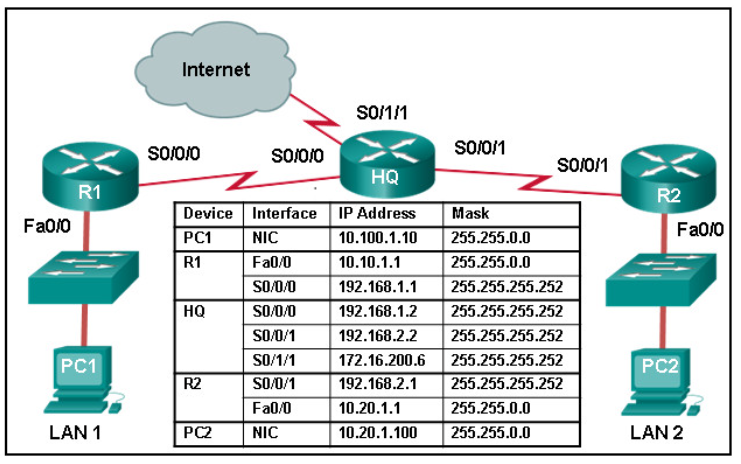 Internet
S0/1/1
S0/0/0
S0/0/0
S0/0/1
S0/0/1
R1
HQ
R2
Fa0/0
Fa0/0
Device Interface IP Address Mask
PC1 NIC 10.100.1.10 255.255.0.0
R1 Fa0/0 10.10.1.1 255.255.0.0
S0/0/0 192.168.1.1 255.255.255.252
HQ S0/0/0 192.168.1.2 255.255.255.252
S0/0/1 192.168.2.2 255.255.255.252
S0/1/1 172.16.200.6 255.255.255.252
R2 S0/0/1 192.168.2.1 255.255.255.252
Fa0/0 10.20.1.1 255.255.0.0
PC2 NIC 10.20.1.100 255.255.0.0
PC1
PC2
LAN 1
LAN 2